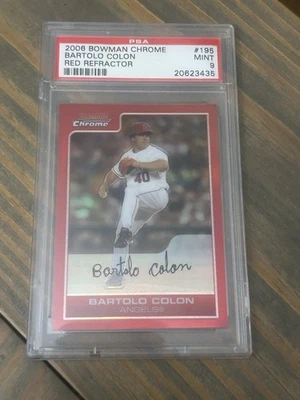 PSA
2006 BOWMAN CHROME #195
BARTOLO COLON MINT
RED REFRACTOR 9
20623435
Chrome
40
Bartolo Colon
BARTOLO COLON
ANGELS